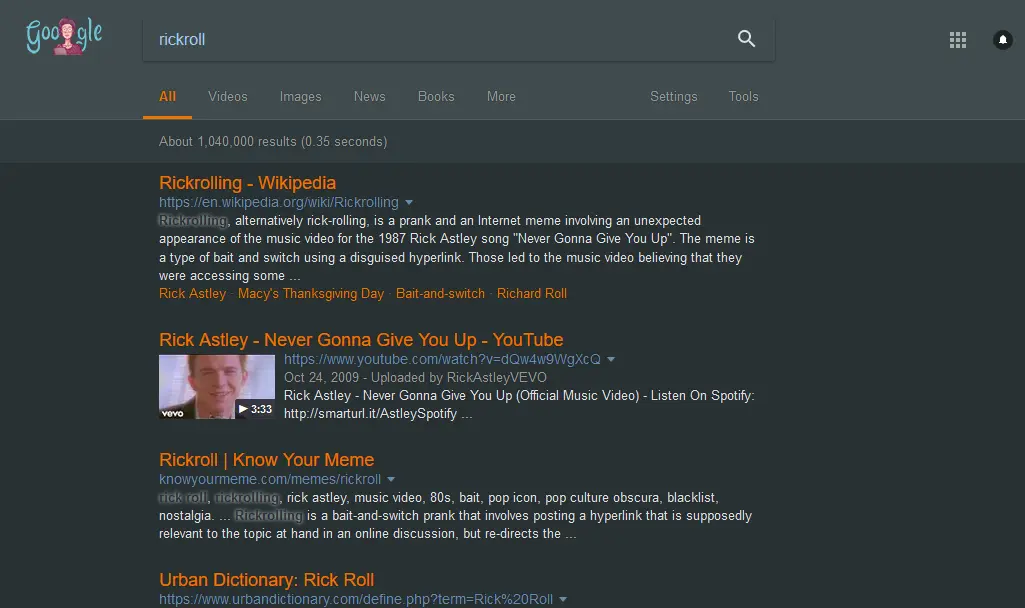 Google
rickroll
All Videos Images News Books More Settings Tools
About 1,040,000 results (0.35 seconds)
Rickrolling - Wikipedia
https://en.wikipedia.org/wiki/Rickrolling
Rickrolling, alternatively rick-rolling, is a prank and an Internet meme involving an unexpected
appearance of the music video for the 1987 Rick Astley song "Never Gonna Give You Up". The meme is
a type of bait and switch using a disguised hyperlink. Those led to the music video believing that they
were accessing some ...
Rick Astley · Macy's Thanksgiving Day · Bait-and-switch · Richard Roll
Rick Astley - Never Gonna Give You Up - YouTube
https://www.youtube.com/watch?v=dQw4w9WgXcQ
Oct 24, 2009 - Uploaded by RickAstleyVEVO
Rick Astley - Never Gonna Give You Up (Official Music Video) - Listen On Spotify:
http://smarturl.it/AstleySpotify ...
vevo 3:33
Rickroll | Know Your Meme
knowyourmeme.com/memes/rickroll
rick roll, rickrolling, rick astley, music video, 80s, bait, pop icon, pop culture obscura, blacklist,
nostalgia. ... Rickrolling is a bait-and-switch prank that involves posting a hyperlink that is supposedly
relevant to the topic at hand in an online discussion, but re-directs the ...
Urban Dictionary: Rick Roll
https://www.urbandictionary.com/define.php?term=Rick%20Roll